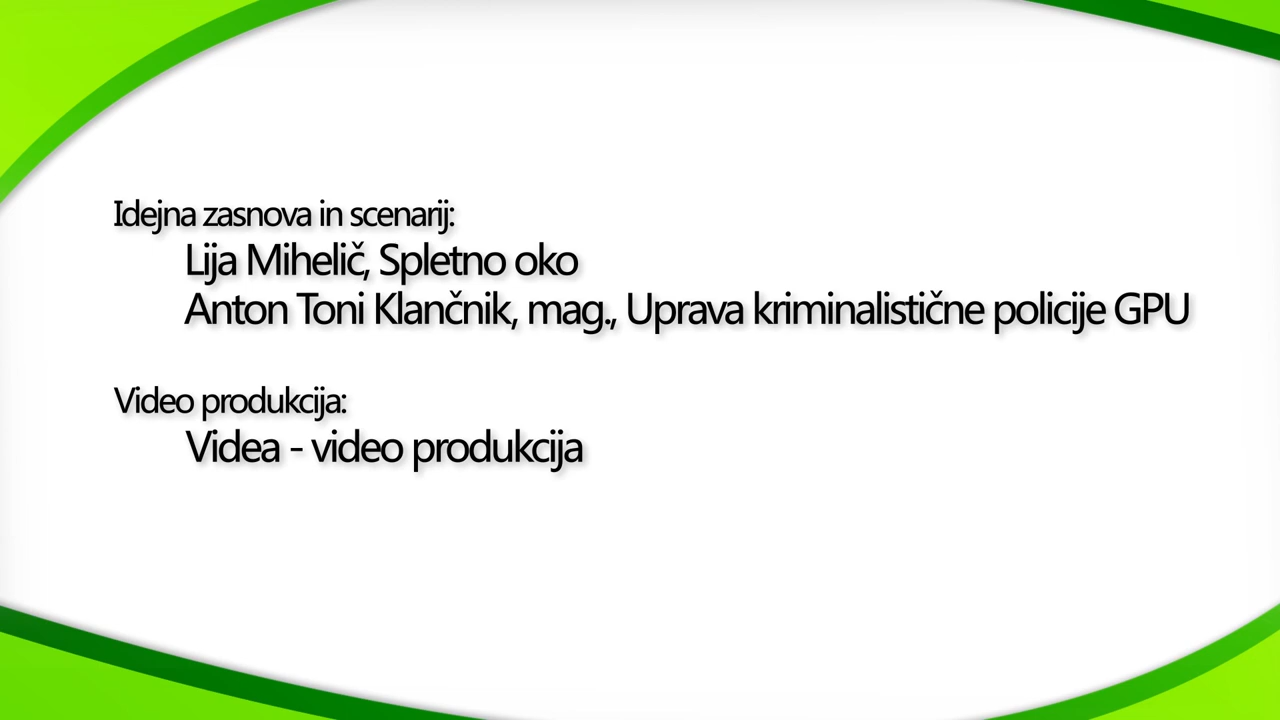 Idejna zasnova in scenarij:
Lija Mihelič, Spletno oko
Anton Toni Klančnik, mag., Uprava kriminalistične policije GPU
Video produkcija:
Videa - video produkcija